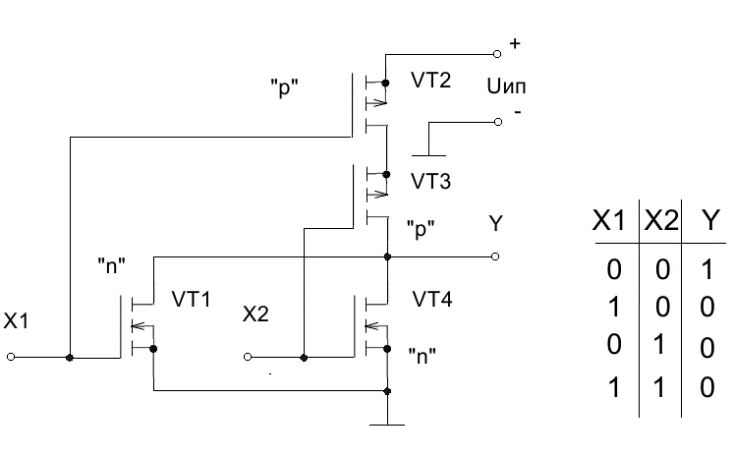 +
"p"
VT2
Uип
-
VT3
X1 X2 Y
"p"
Y
0 0 1
"n"
VT1
X2
VT4
1 0 0
X1
0 1 0
"n"
1 1 0